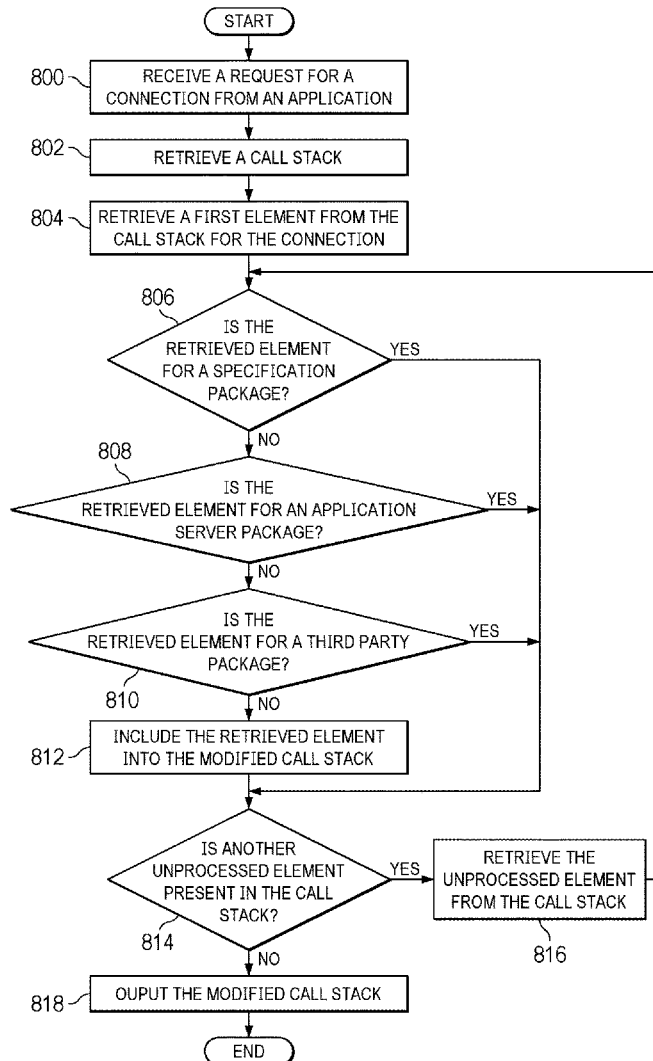 START
800
RECEIVE A REQUEST FOR A
CONNECTION FROM AN APPLICATION
802
RETRIEVE A CALL STACK
804
RETRIEVE A FIRST ELEMENT FROM THE
CALL STACK FOR THE CONNECTION
806
IS THE
RETRIEVED ELEMENT
FOR A SPECIFICATION
PACKAGE?
YES
NO
808
IS THE
RETRIEVED ELEMENT FOR AN APPLICATION
SERVER PACKAGE?
YES
NO
IS THE
RETRIEVED ELEMENT FOR A THIRD PARTY
PACKAGE?
YES
810
NO
812
INCLUDE THE RETRIEVED ELEMENT
INTO THE MODIFIED CALL STACK
IS ANOTHER
UNPROCESSED ELEMENT
PRESENT IN THE CALL
STACK?
YES
814
RETRIEVE THE
UNPROCESSED ELEMENT
FROM THE CALL STACK
816
NO
818
OUPUT THE MODIFIED CALL STACK
END